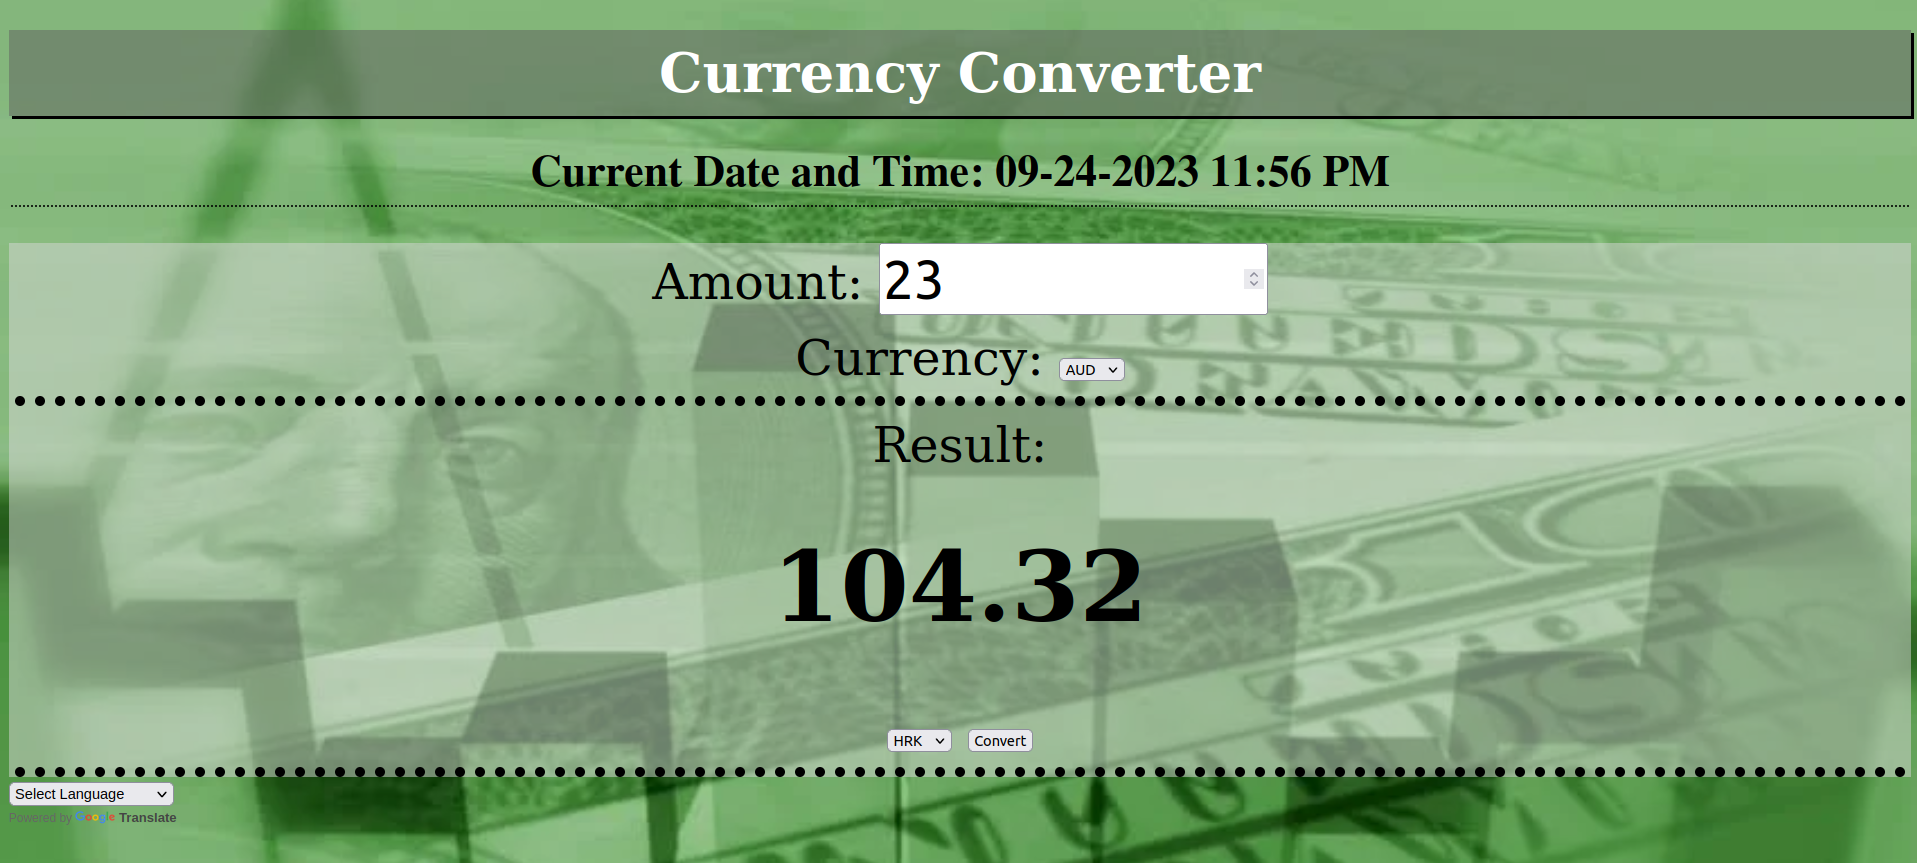 Currency Converter
Current Date and Time: 09-24-2023 11:56 PM
Amount: 23
Currency: AUD
Result:
104.32
HRK Convert
Select Language
Powered by Google Translate